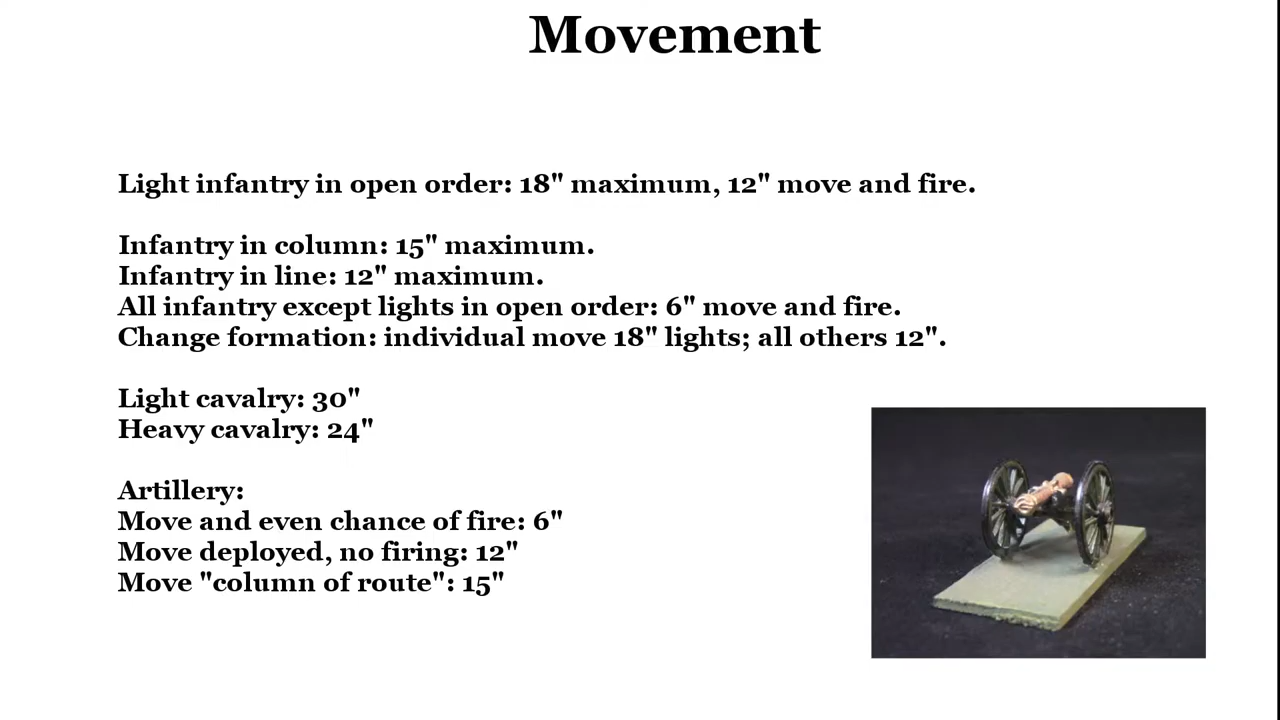 Movement
Light infantry in open order: 18" maximum, 12" move and fire.
Infantry in column: 15" maximum.
Infantry in line: 12" maximum.
All infantry except lights in open order: 6" move and fire.
Change formation: individual move 18" lights; all others 12".
Light cavalry: 30"
Heavy cavalry: 24"
Artillery:
Move and even chance of fire: 6"
Move deployed, no firing: 12"
Move "column of route": 15"